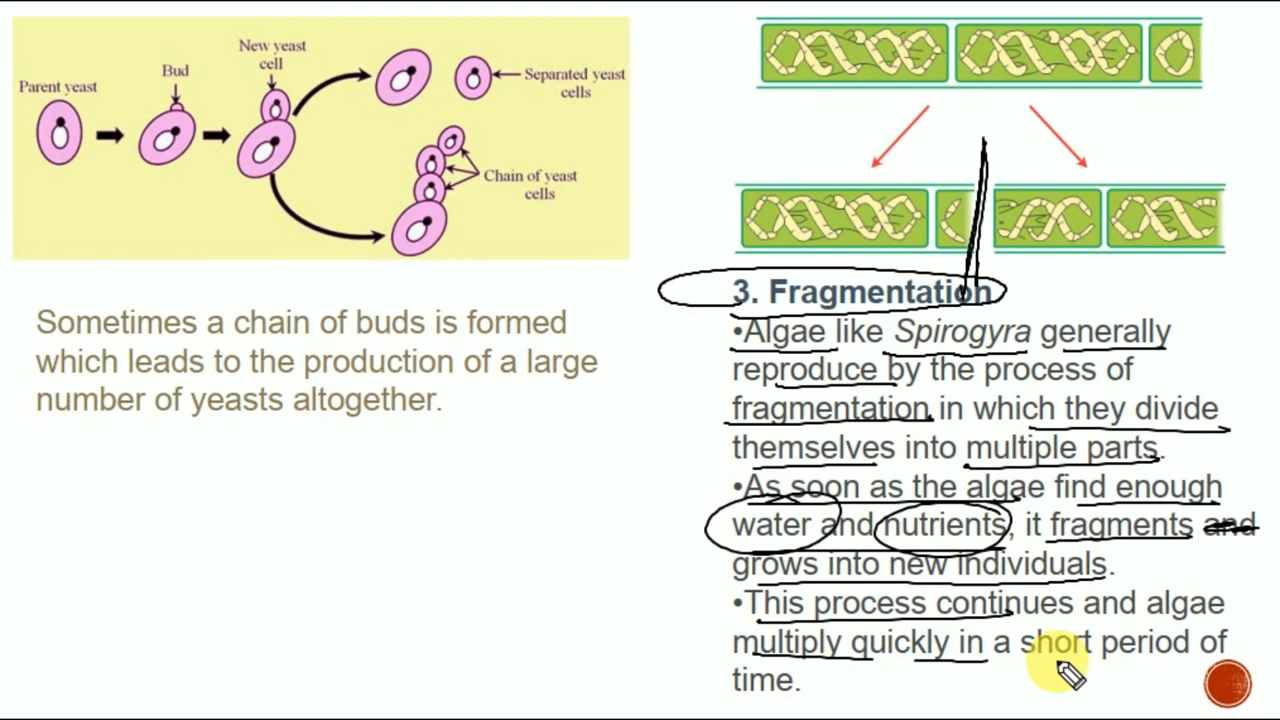 Parent yeast
Bud
New yeast
cell
Separated yeast
cells
Chain of yeast
cells
Sometimes a chain of buds is formed
which leads to the production of a large
number of yeasts altogether.
3. Fragmentation
•Algae like Spirogyra generally
reproduce by the process of
fragmentation in which they divide
themselves into multiple parts.
•As soon as the algae find enough
water and nutrients, it fragments and
grows into new individuals.
•This process continues and algae
multiply quickly in a short period of
time.